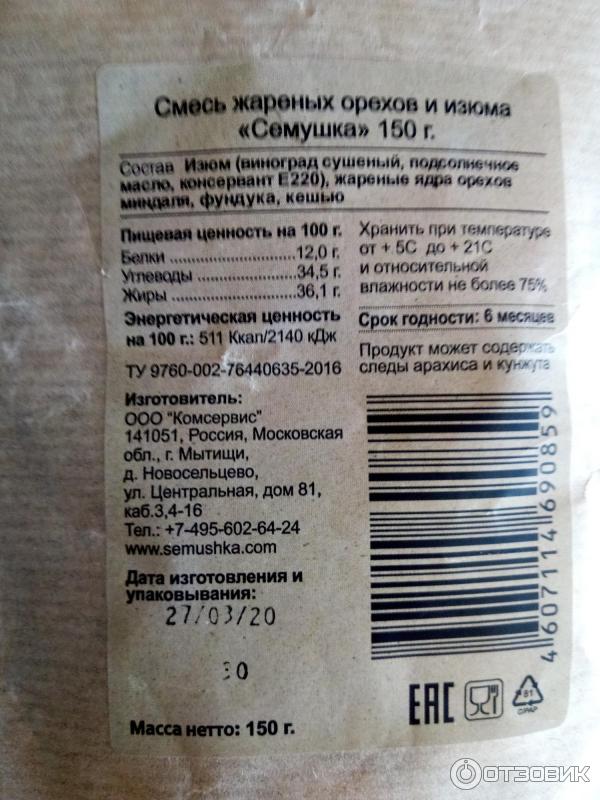 Смесь жареных орехов и изюма
«Семушка» 150 г.
Состав Изюм (виноград сушеный, подсолнечное
масло, консервант Е220), жареные ядра орехов
миндаля, фундука, кешью
Пищевая ценность на 100 г.
Белки ......................12,0 г.
Углеводы ................34,5 г.
Жиры ......................36,1 г.
Энергетическая ценность
на 100 г.: 511 Ккал/2140 кДж
ТУ 9760-002-76440635-2016
Изготовитель:
ООО "Комсервис"
141051, Россия, Московская
обл., г. Мытищи,
д. Новосельцево,
ул. Центральная, дом 81,
каб.3,4-16
Тел.: +7-495-602-64-24
www.semushka.com
Дата изготовления и
упаковывания:
27/03/20
30
Масса нетто: 150 г.
Хранить при температуре
от + 5С до + 21С
и относительной
влажности не более 75%
Срок годности: 6 месяцев
Продукт может содержать
следы арахиса и кунжута
4607114690859
EAC
81
C/PAP
ОТЗОВИК